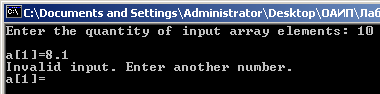 C:\Documents and Settings\Administrator\Desktop\ОАИП\Лаб
Enter the quantity of input array elements: 10
a[1]=8.1
Invalid input. Enter another number.
a[1]=